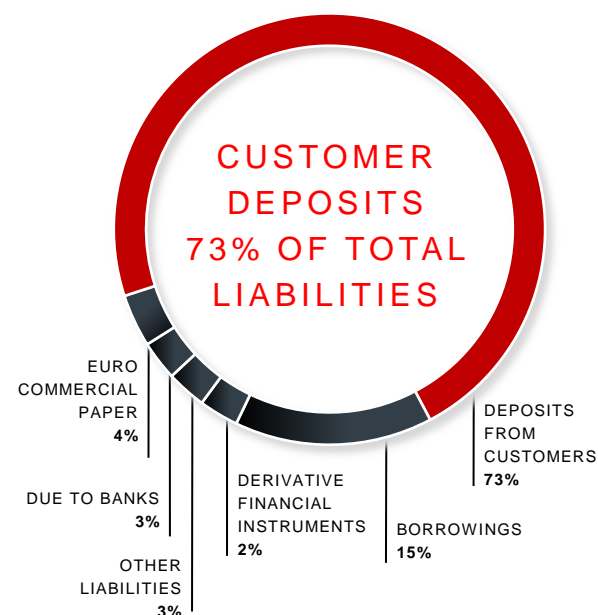 CUSTOMER
DEPOSITS
73% OF TOTAL
LIABILITIES
EURO
COMMERCIAL
PAPER
4%
DUE TO BANKS
3%
OTHER
LIABILITIES
3%
DERIVATIVE
FINANCIAL
INSTRUMENTS
2%
BORROWINGS
15%
DEPOSITS
FROM
CUSTOMERS
73%